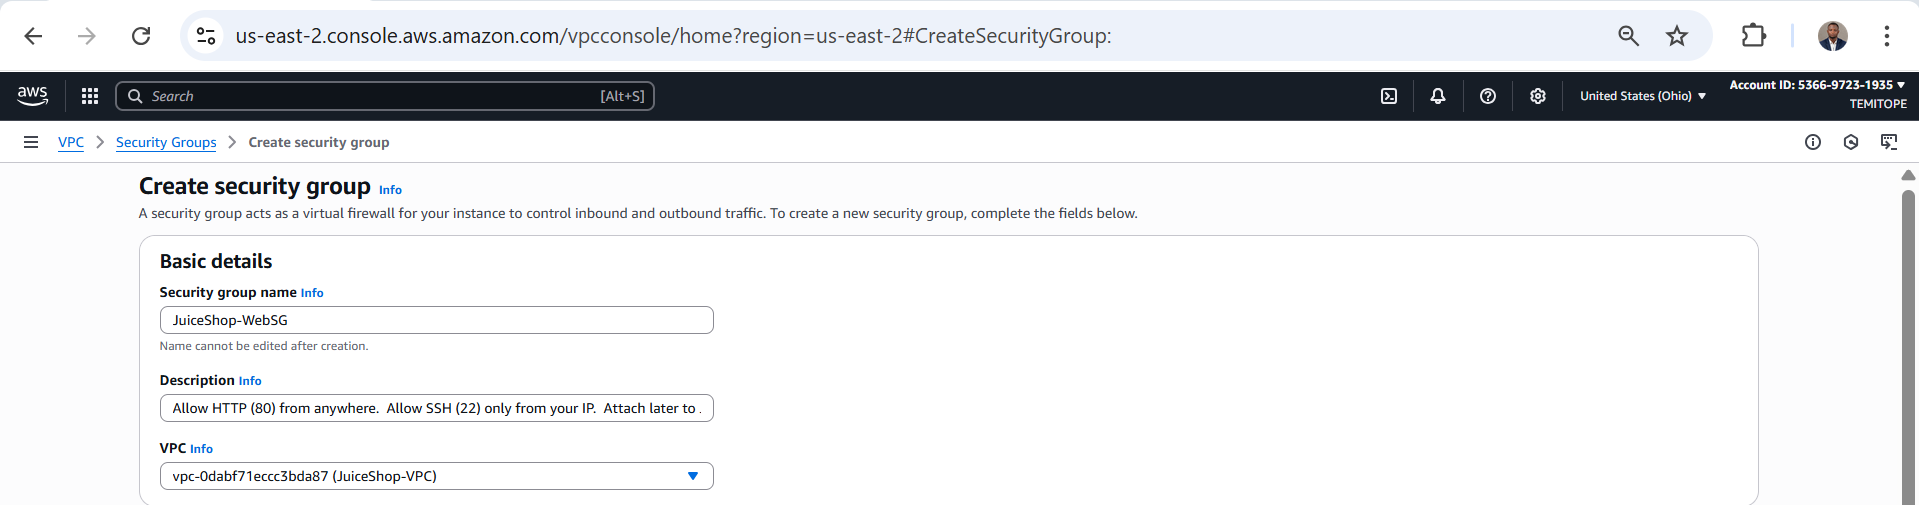 us-east-2.console.aws.amazon.com/vpcconsole/home?region=us-east-2#CreateSecurityGroup:
aws
Search
[Alt+S]
United States (Ohio)
Account ID: 5366-9723-1935
TEMITOPE
VPC > Security Groups > Create security group
Create security group Info
A security group acts as a virtual firewall for your instance to control inbound and outbound traffic. To create a new security group, complete the fields below.
Basic details
Security group name Info
JuiceShop-WebSG
Name cannot be edited after creation.
Description Info
Allow HTTP (80) from anywhere.  Allow SSH (22) only from your IP.  Attach later to
VPC Info
vpc-0dabf71eccc3bda87 (JuiceShop-VPC)